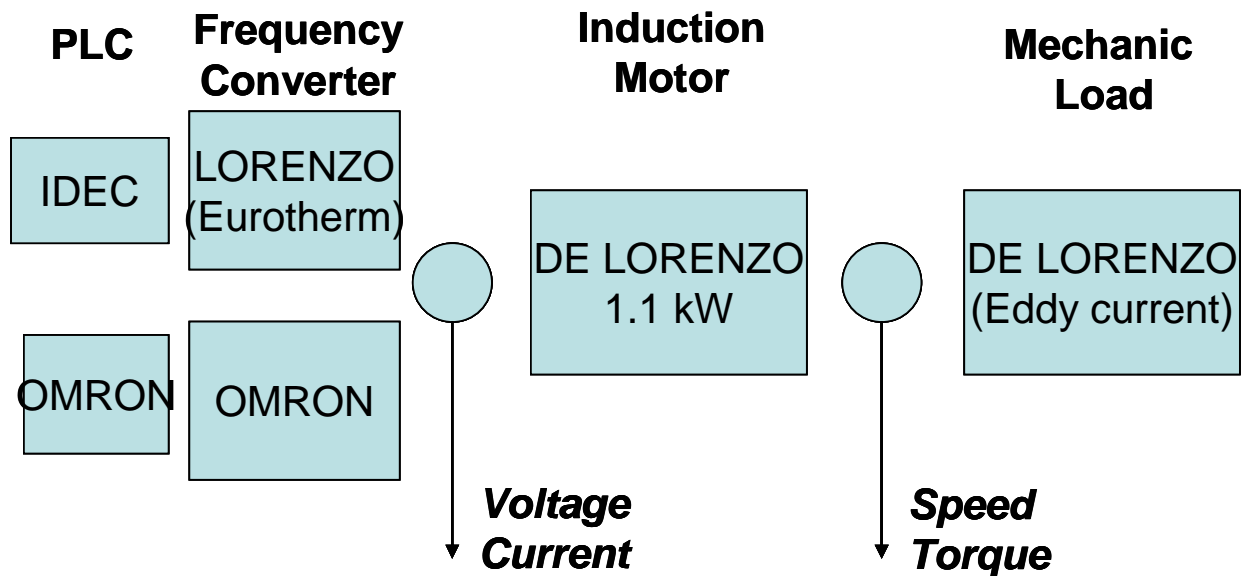 PLC
Frequency
Converter
Induction
Motor
Mechanic
Load
IDEC
LORENZO
(Eurotherm)
DE LORENZO
1.1 kW
DE LORENZO
(Eddy current)
OMRON
OMRON
Voltage
Current
Speed
Torque